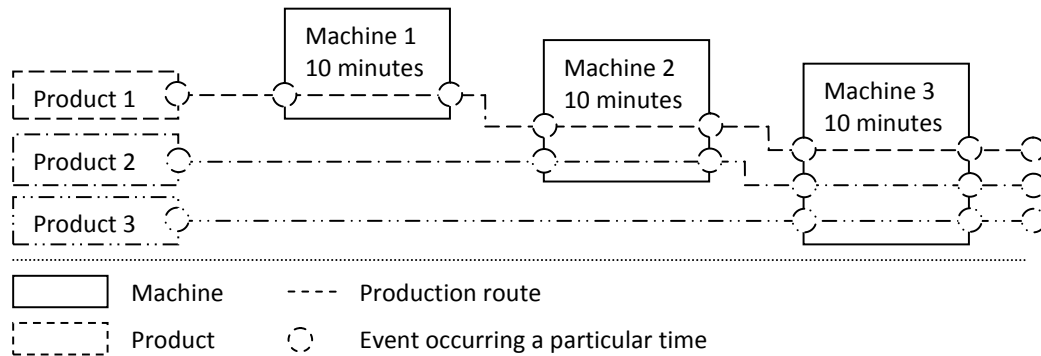 Machine 1
10 minutes
Machine 2
10 minutes
Machine 3
10 minutes
Product 1
Product 2
Product 3
Machine
Production route
Product
Event occurring a particular time